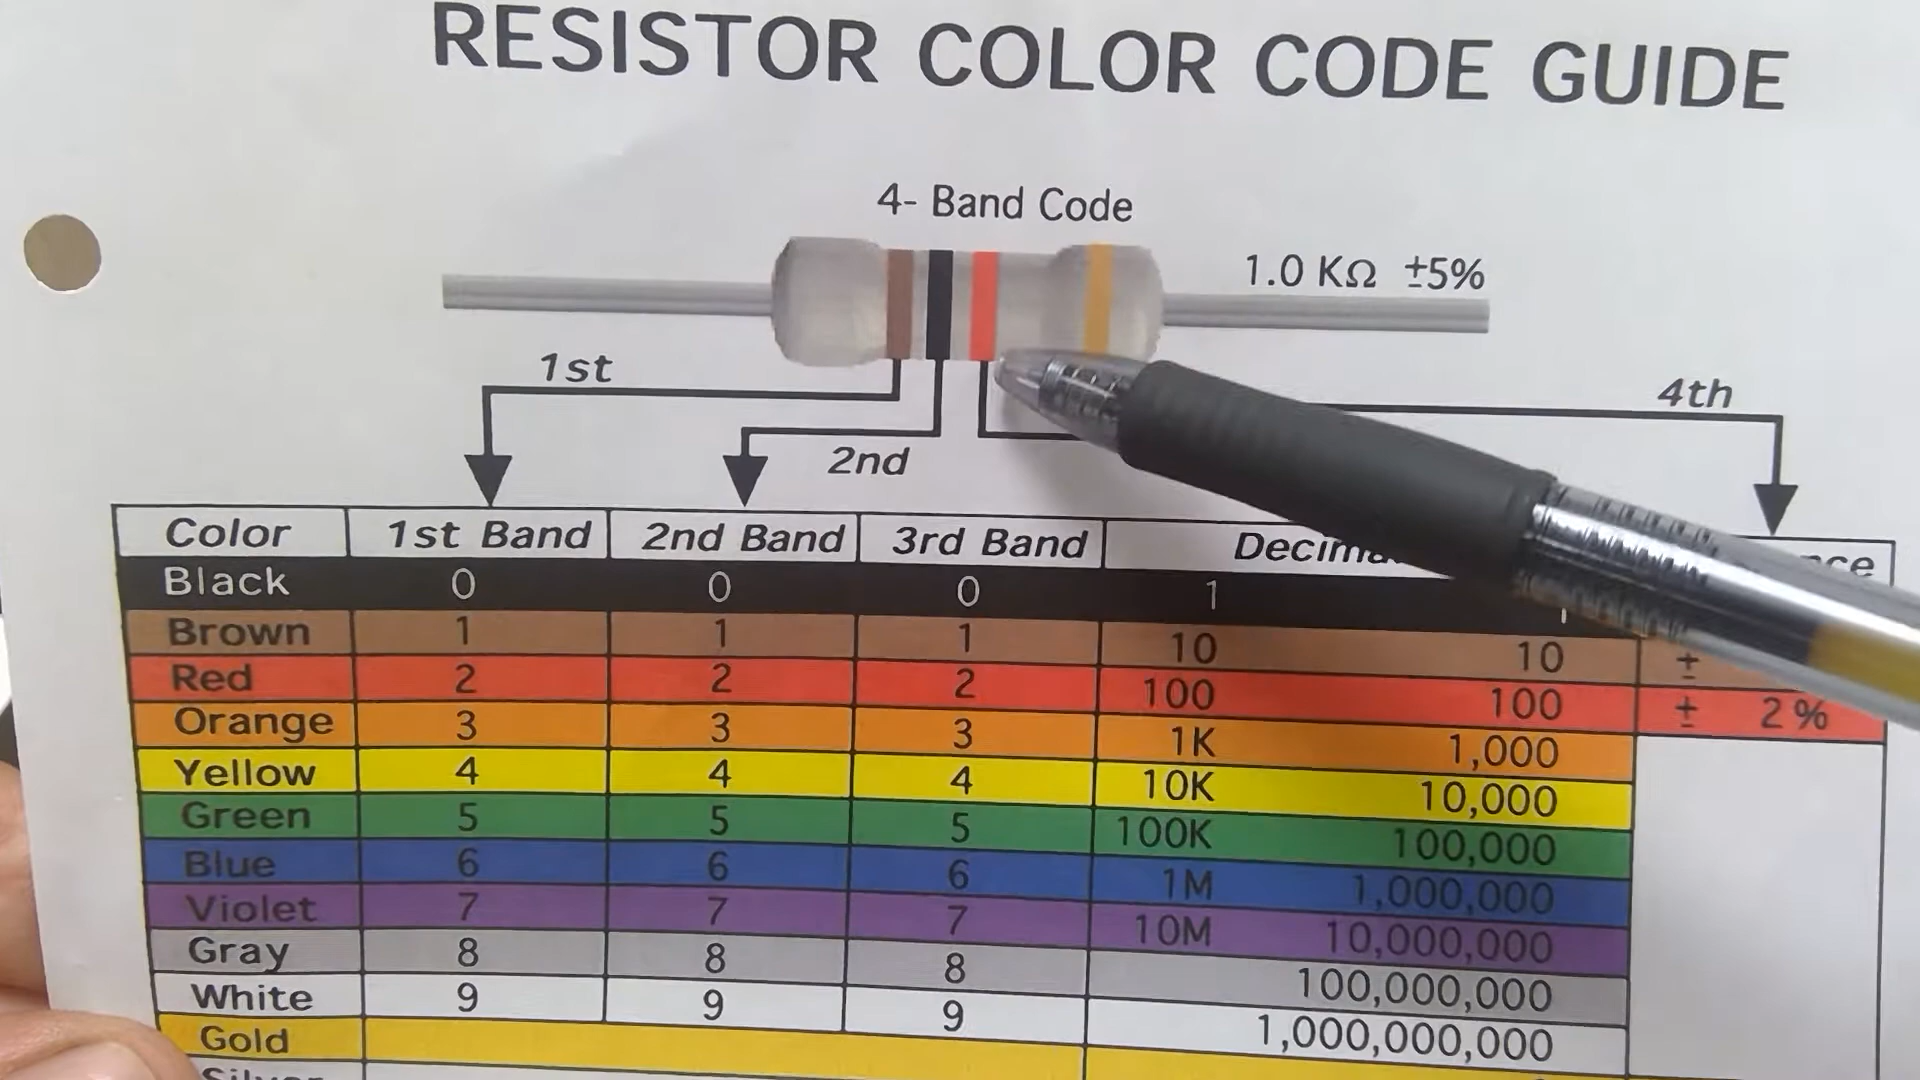 RESISTOR COLOR CODE GUIDE
4- Band Code
1.0 KΩ ±5%
1st
4th
2nd
Color 1st Band 2nd Band 3rd Band
Black 0 0 0 1 1
Brown 1 1 1 10 10 ±
Red 2 2 2 100 100 ± 2%
Orange 3 3 3 1K 1,000
Yellow 4 4 4 10K 10,000
Green 5 5 5 100K 100,000
Blue 6 6 6 1M 1,000,000
Violet 7 7 7 10M 10,000,000
Gray 8 8 8 100,000,000
White 9 9 9 1,000,000,000
Gold